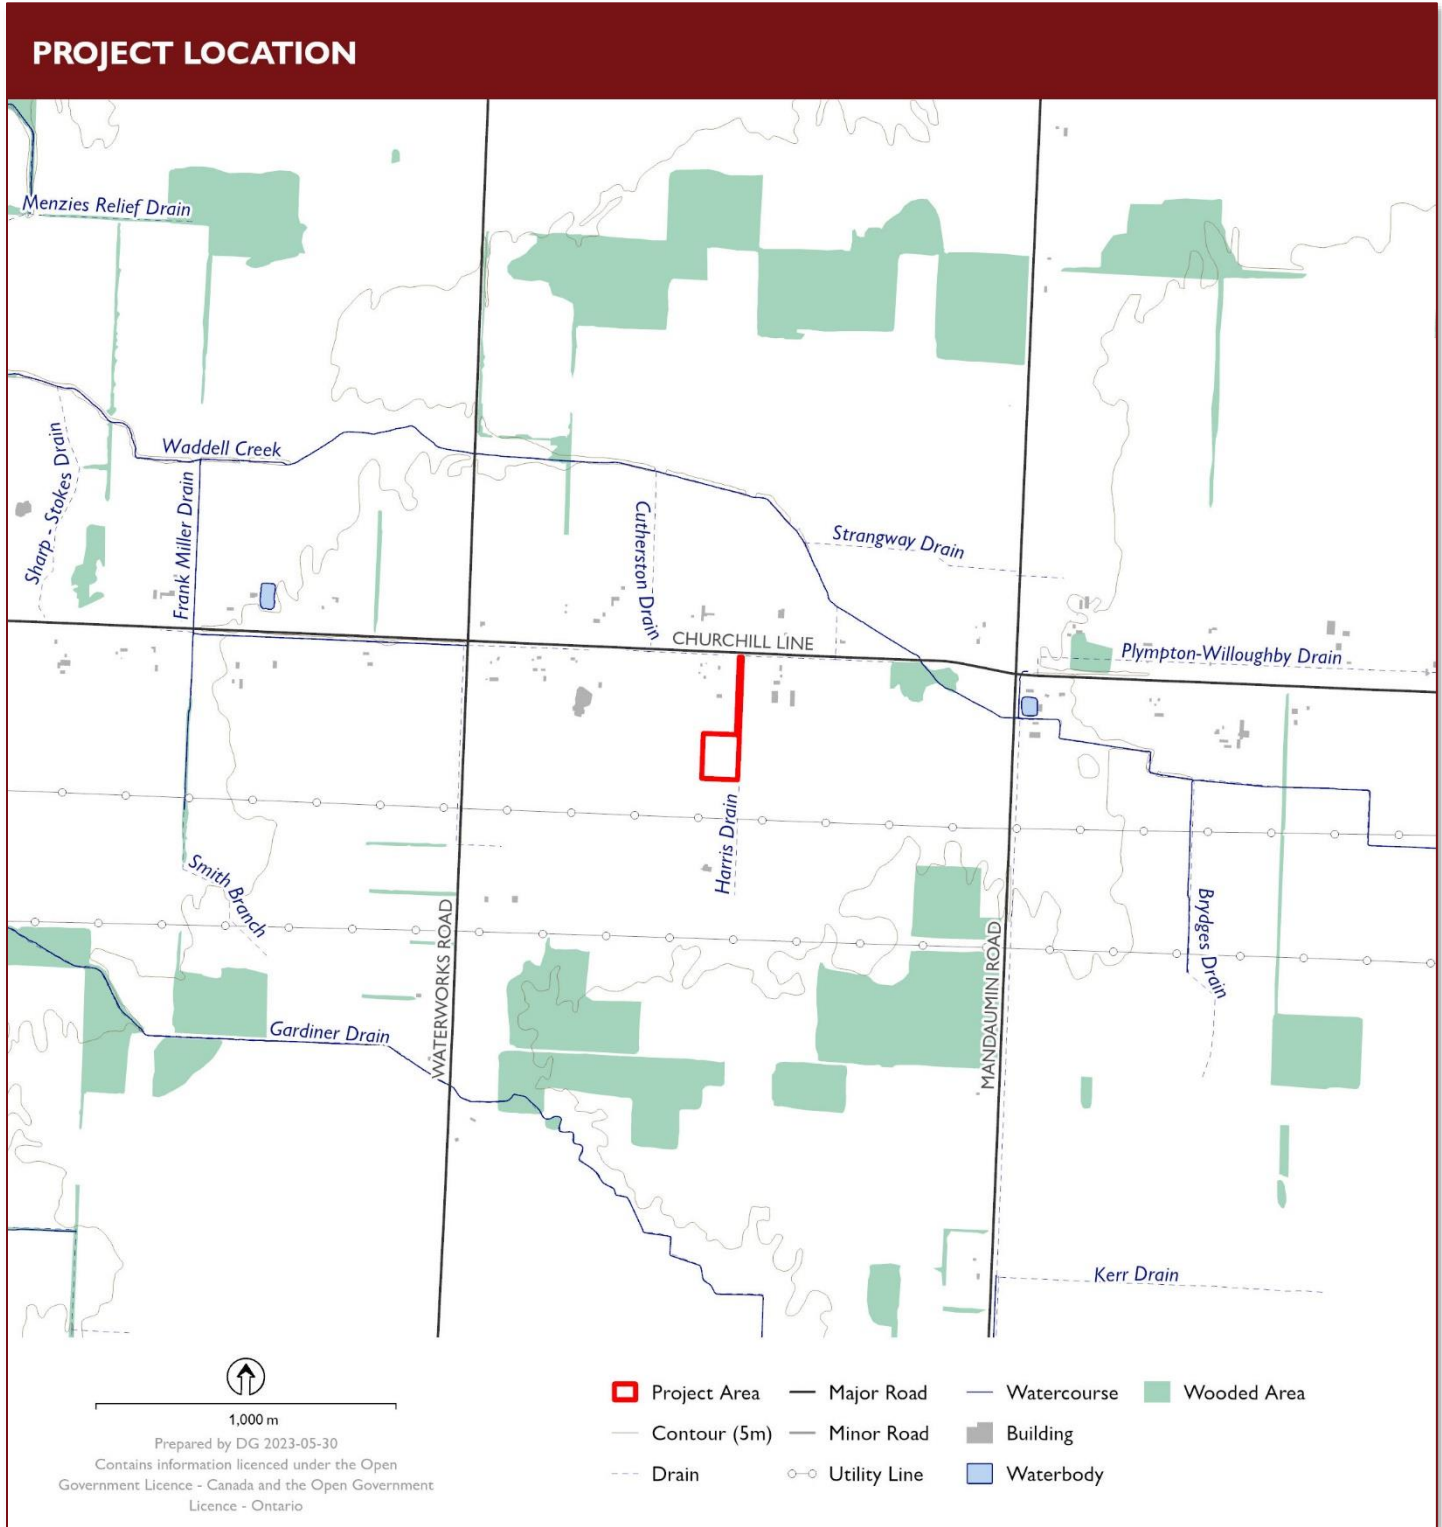 PROJECT LOCATION
Menzies Relief Drain
Waddell Creek
Sharp - Stokes Drain
Frank Miller Drain
Cutherston Drain
Strangway Drain
CHURCHILL LINE
Plympton-Willoughby Drain
Harris Drain
Smith Branch
Brydges Drain
WATERWORKS ROAD
MANDAUMIN ROAD
Gardiner Drain
Kerr Drain
1,000 m
Prepared by DG 2023-05-30
Contains information licenced under the Open
Government Licence - Canada and the Open Government
Licence - Ontario
Project Area
Major Road
Watercourse
Wooded Area
Contour (5m)
Minor Road
Building
Drain
Utility Line
Waterbody